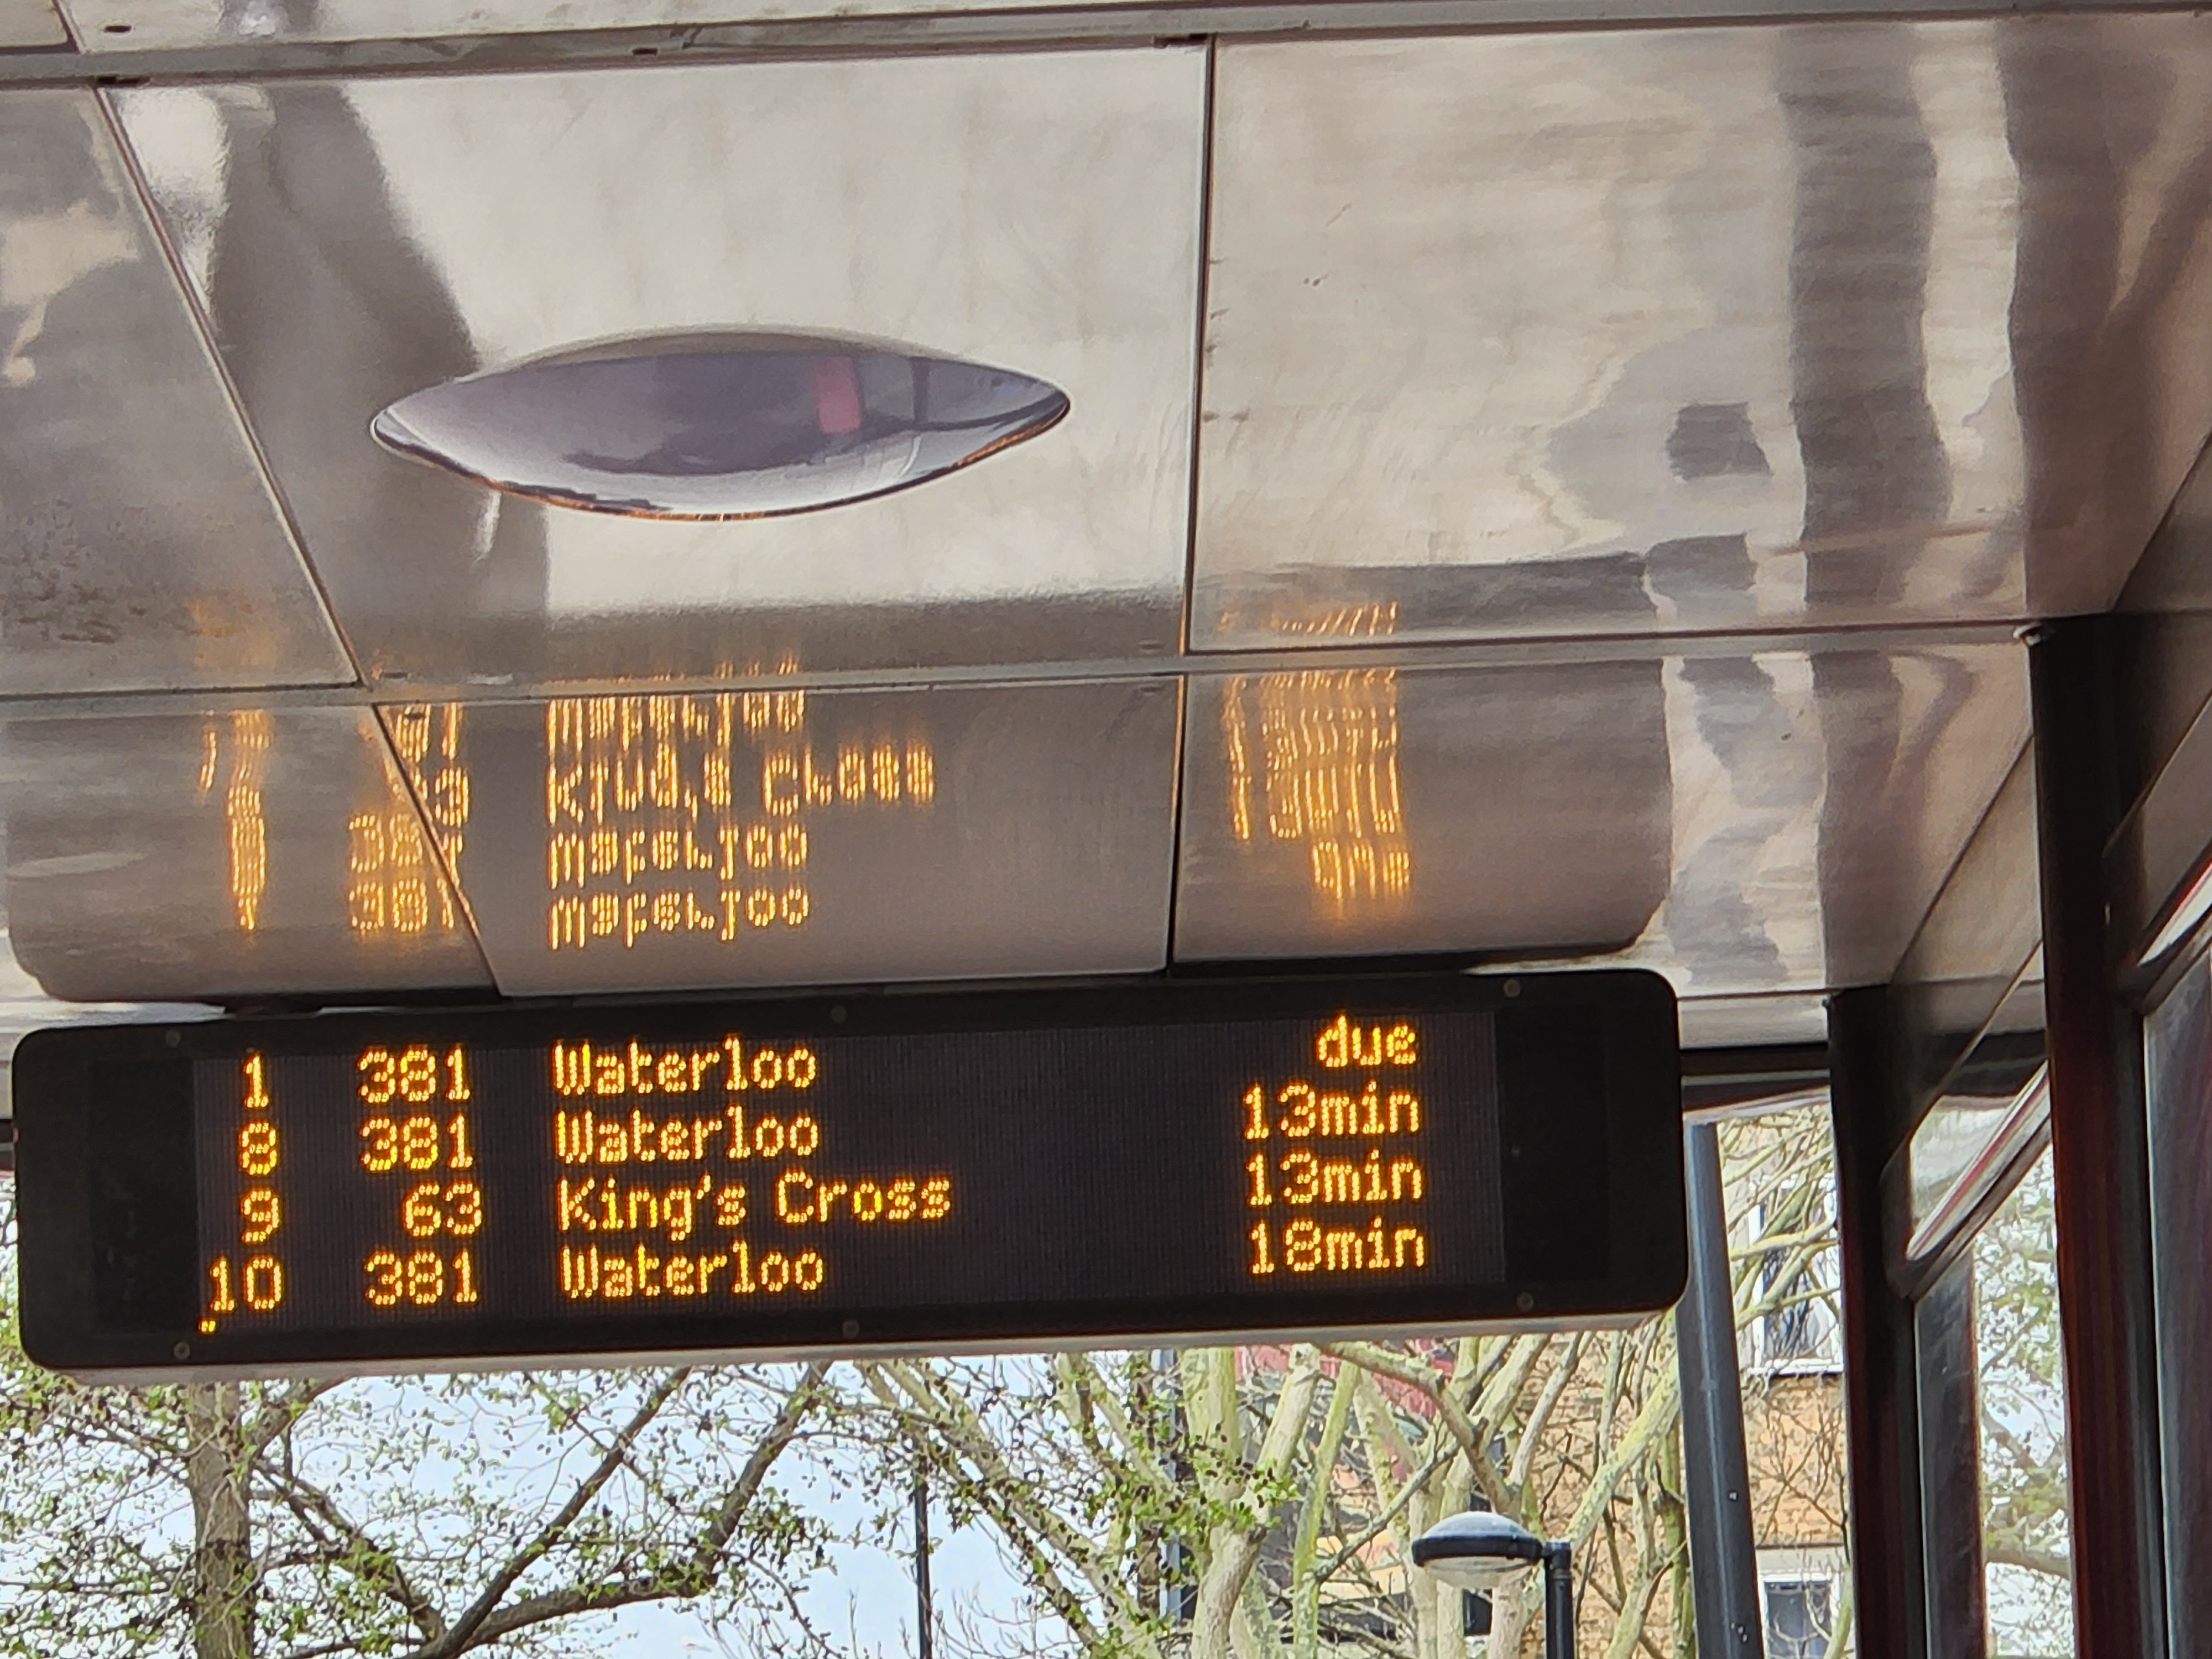 1 381 Waterloo due
8 381 Waterloo 13min
9 63 King's Cross 13min
10 381 Waterloo 18min